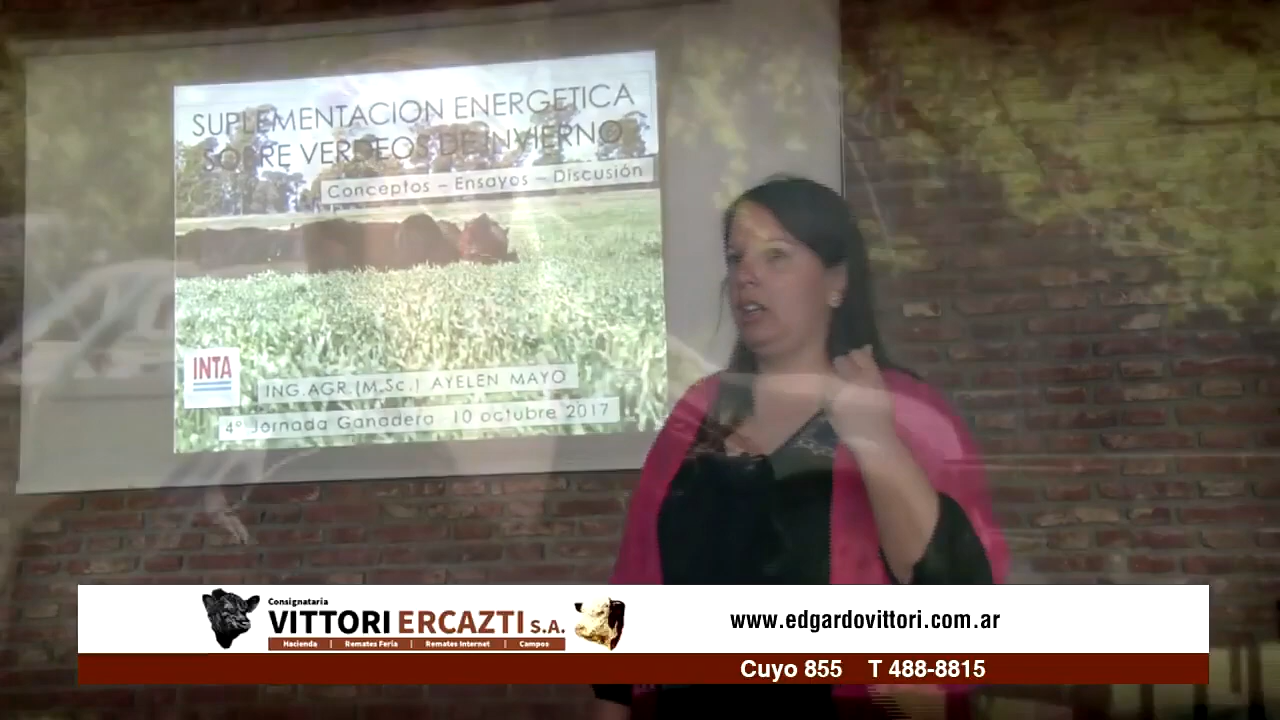 SUPLEMENTACION ENERGETICA
SOBRE VERDEOS DE INVIERNO
Conceptos – Ensayos – Discusión
INTA
ING.AGR.(M.Sc.) AYELEN MAYO
4º Jornada Ganadera 10 octubre 2017
Consignataria
VITTORI ERCAZTI S.A.
Hacienda | Remates Feria | Remates Internet | Campos
www.edgardovittori.com.ar
Cuyo 855 T 488-8815